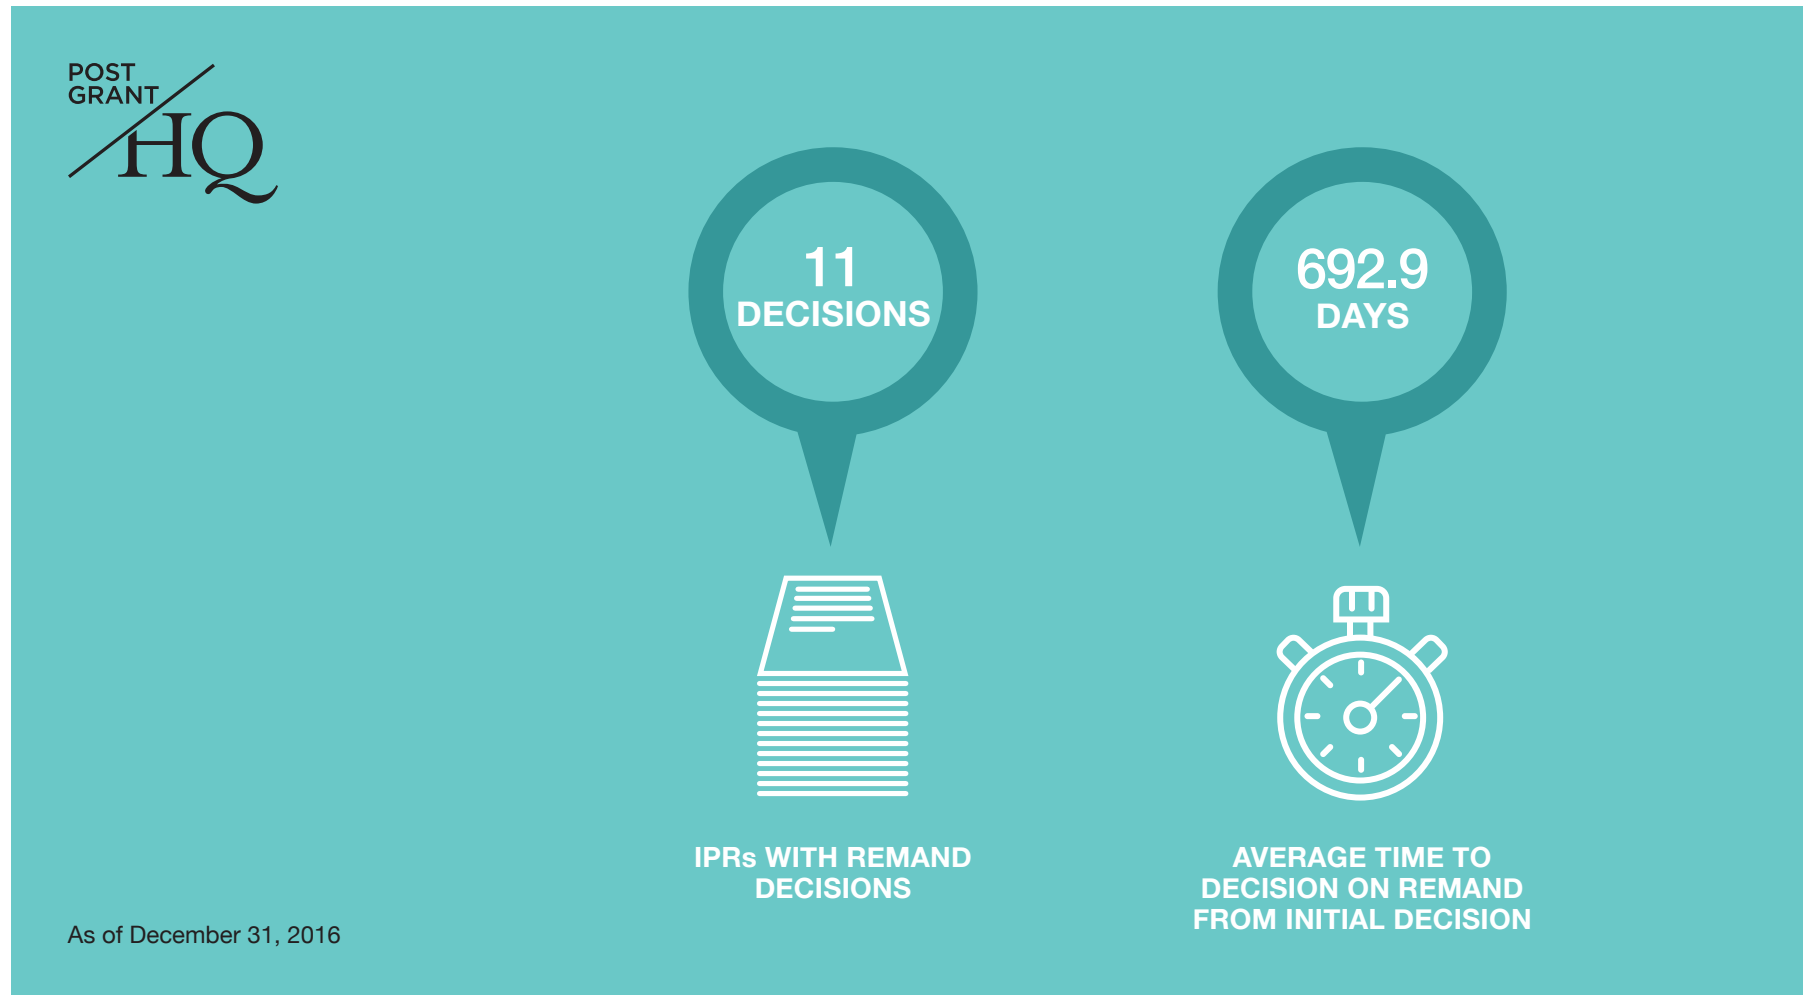 POST
GRANT
HQ
11
DECISIONS
692.9
DAYS
IPRs WITH REMAND
DECISIONS
AVERAGE TIME TO
DECISION ON REMAND
FROM INITIAL DECISION
As of December 31, 2016